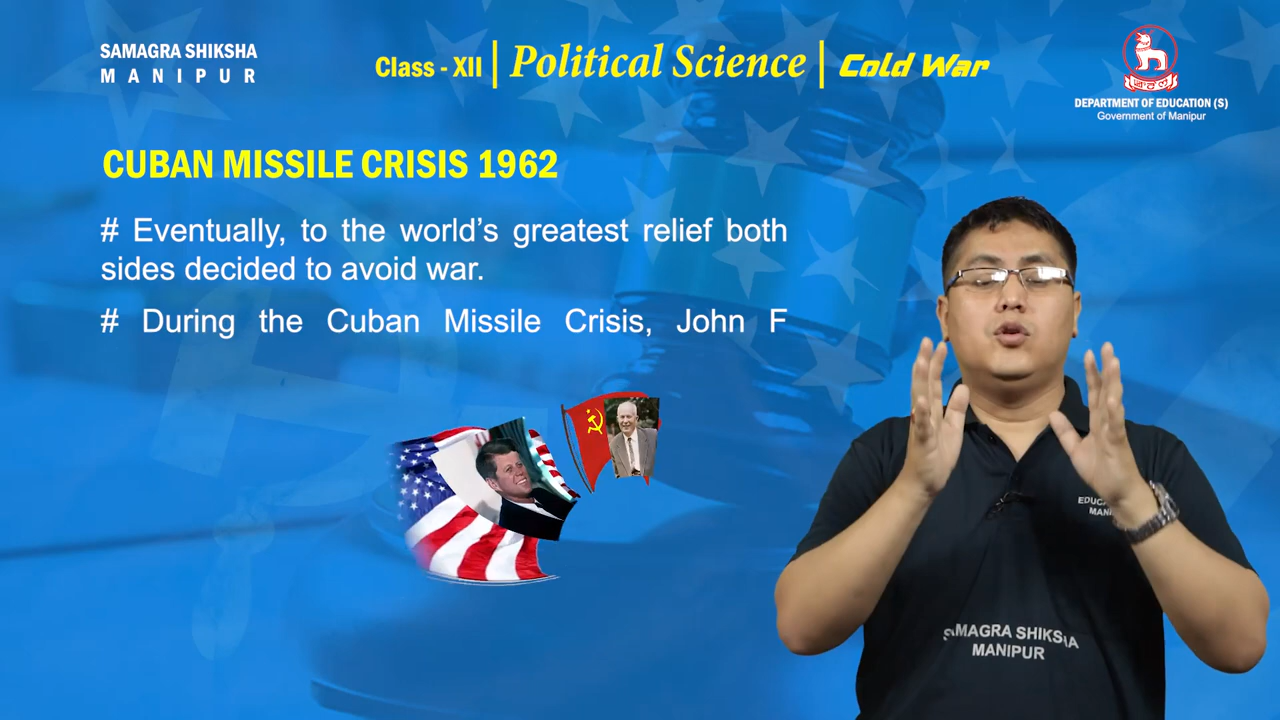 SAMAGRA SHIKSHA
MANIPUR
Class - XII | Political Science | Cold War
DEPARTMENT OF EDUCATION (S)
Government of Manipur
CUBAN MISSILE CRISIS 1962
# Eventually, to the world's greatest relief both
sides decided to avoid war.
# During the Cuban Missile Crisis, John F
SAMAGRA SHIKSHA
MANIPUR